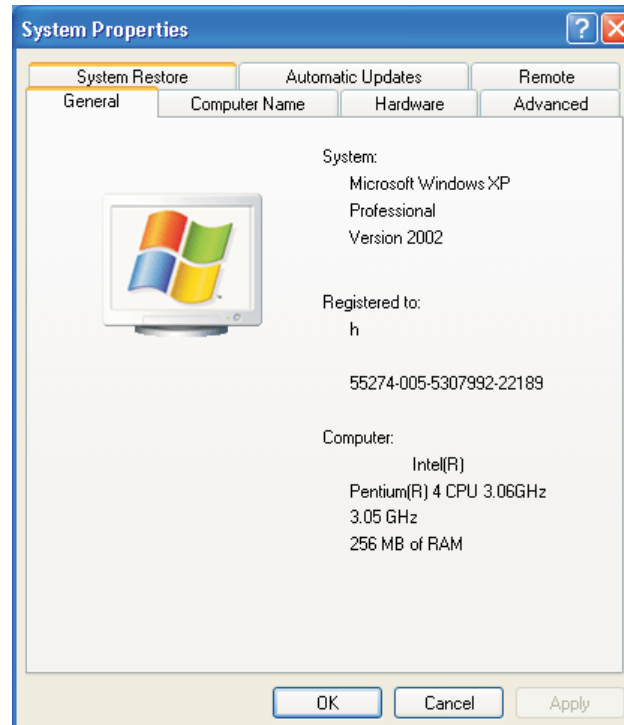 System Properties
System Restore Automatic Updates Remote
General Computer Name Hardware Advanced
System:
Microsoft Windows XP
Professional
Version 2002
Registered to:
h
55274-005-5307992-22189
Computer:
Intel(R)
Pentium(R) 4 CPU 3.06GHz
3.05 GHz
256 MB of RAM
OK Cancel Apply